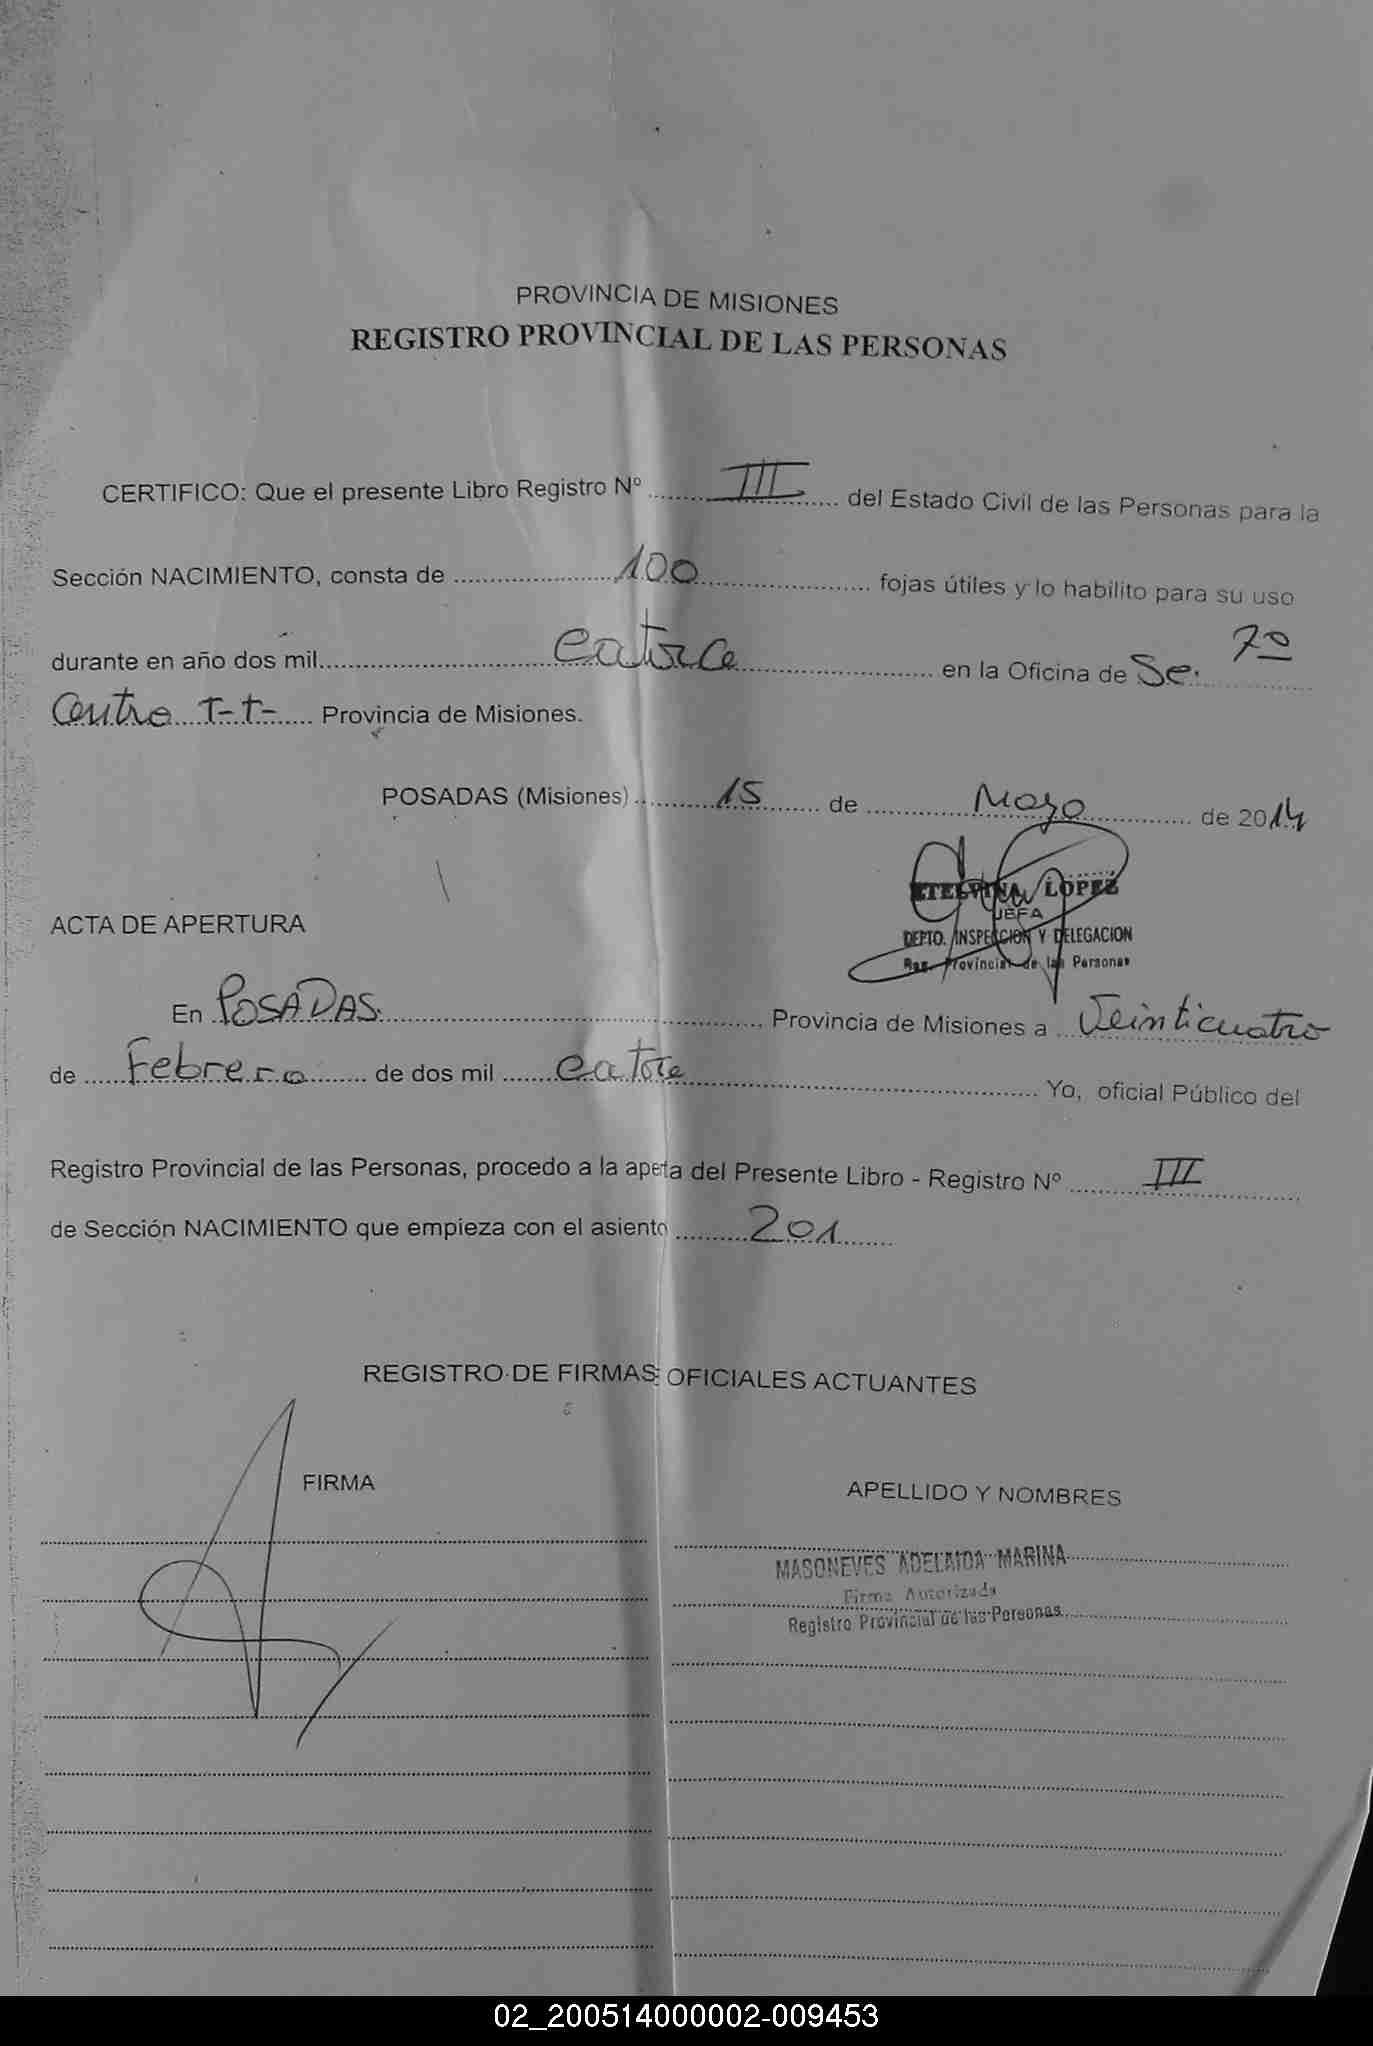 PROVINCIA DE MISIONES
REGISTRO PROVINCIAL DE LAS PERSONAS
CERTIFICO: Que el presente Libro Registro Nº III del Estado Civil de las Personas para la
Sección NACIMIENTO, consta de 100 fojas útiles y lo habilito para su uso
durante en año dos mil catorce en la Oficina de Se. 7º
Centro T-t- Provincia de Misiones.
POSADAS (Misiones) 15 de Mayo de 2014
ETELVINA LOPEZ
JEFA
DEPTO. INSPECCION Y DELEGACION
Reg. Provincial de las Personas
ACTA DE APERTURA
En POSADAS. Provincia de Misiones a Veinticuatro
de Febrero de dos mil catorce Yo, oficial Público del
Registro Provincial de las Personas, procedo a la aperta del Presente Libro - Registro Nº III
de Sección NACIMIENTO que empieza con el asiento 201
REGISTRO DE FIRMAS: OFICIALES ACTUANTES
FIRMA APELLIDO Y NOMBRES
MASONEVES ADELAIDA MARINA
Firma Autorizada
Registro Provincial de las Personas
02_200514000002-009453